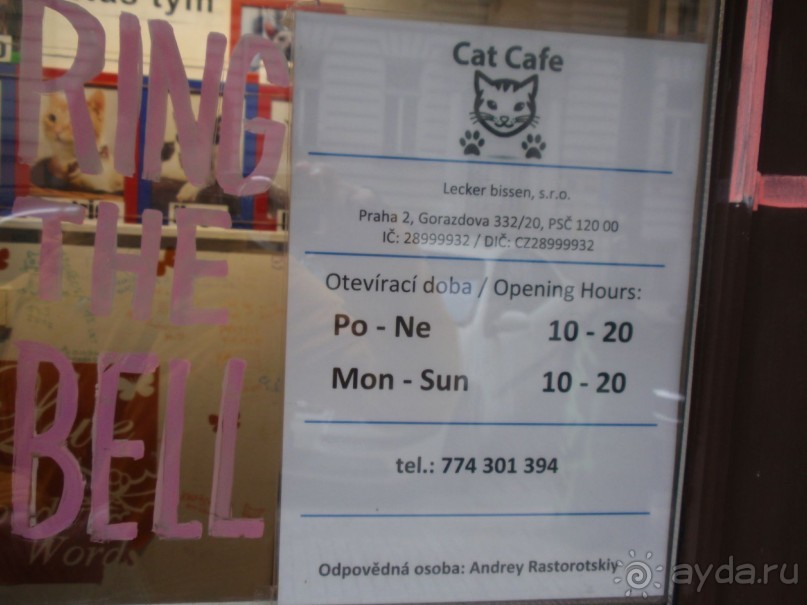 RING
THE
BELL
Cat Cafe
Lecker bissen, s.r.o.
Praha 2, Gorazdova 332/20, PSČ 120 00
IČ: 28999932 / DIČ: CZ28999932
Otevírací doba / Opening Hours:
Po - Ne 10 - 20
Mon - Sun 10 - 20
tel.: 774 301 394
Odpovědná osoba: Andrey Rastorotskiy
Words
ayda.ru